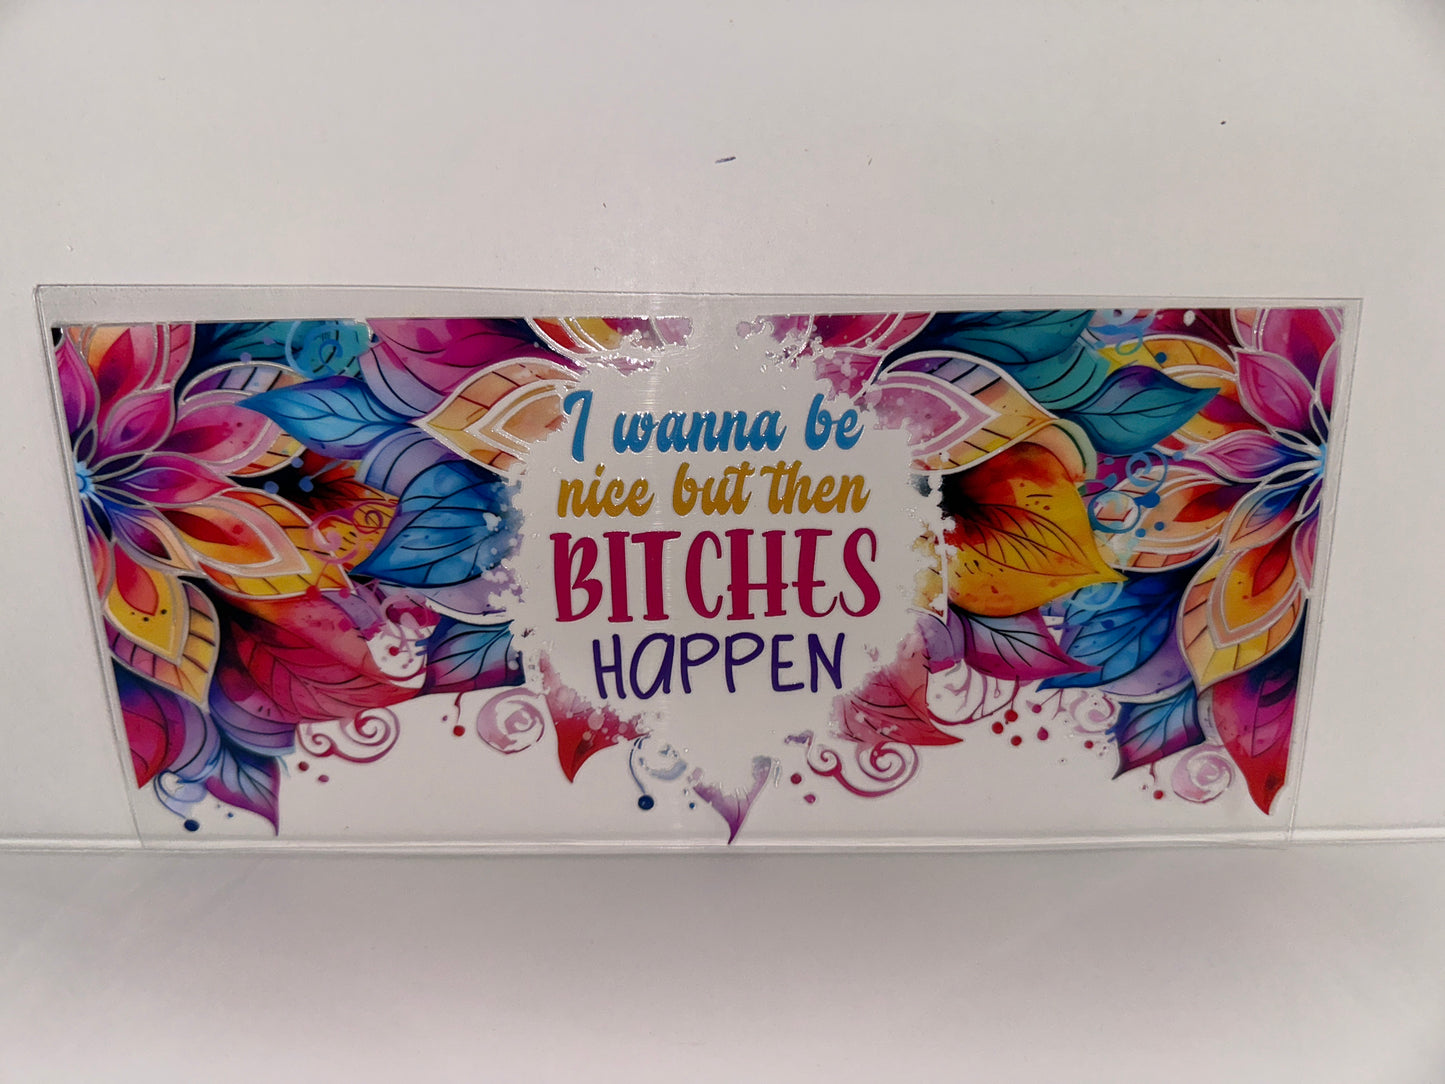 I wanna be
nice but then
BITCHES
HAPPEN